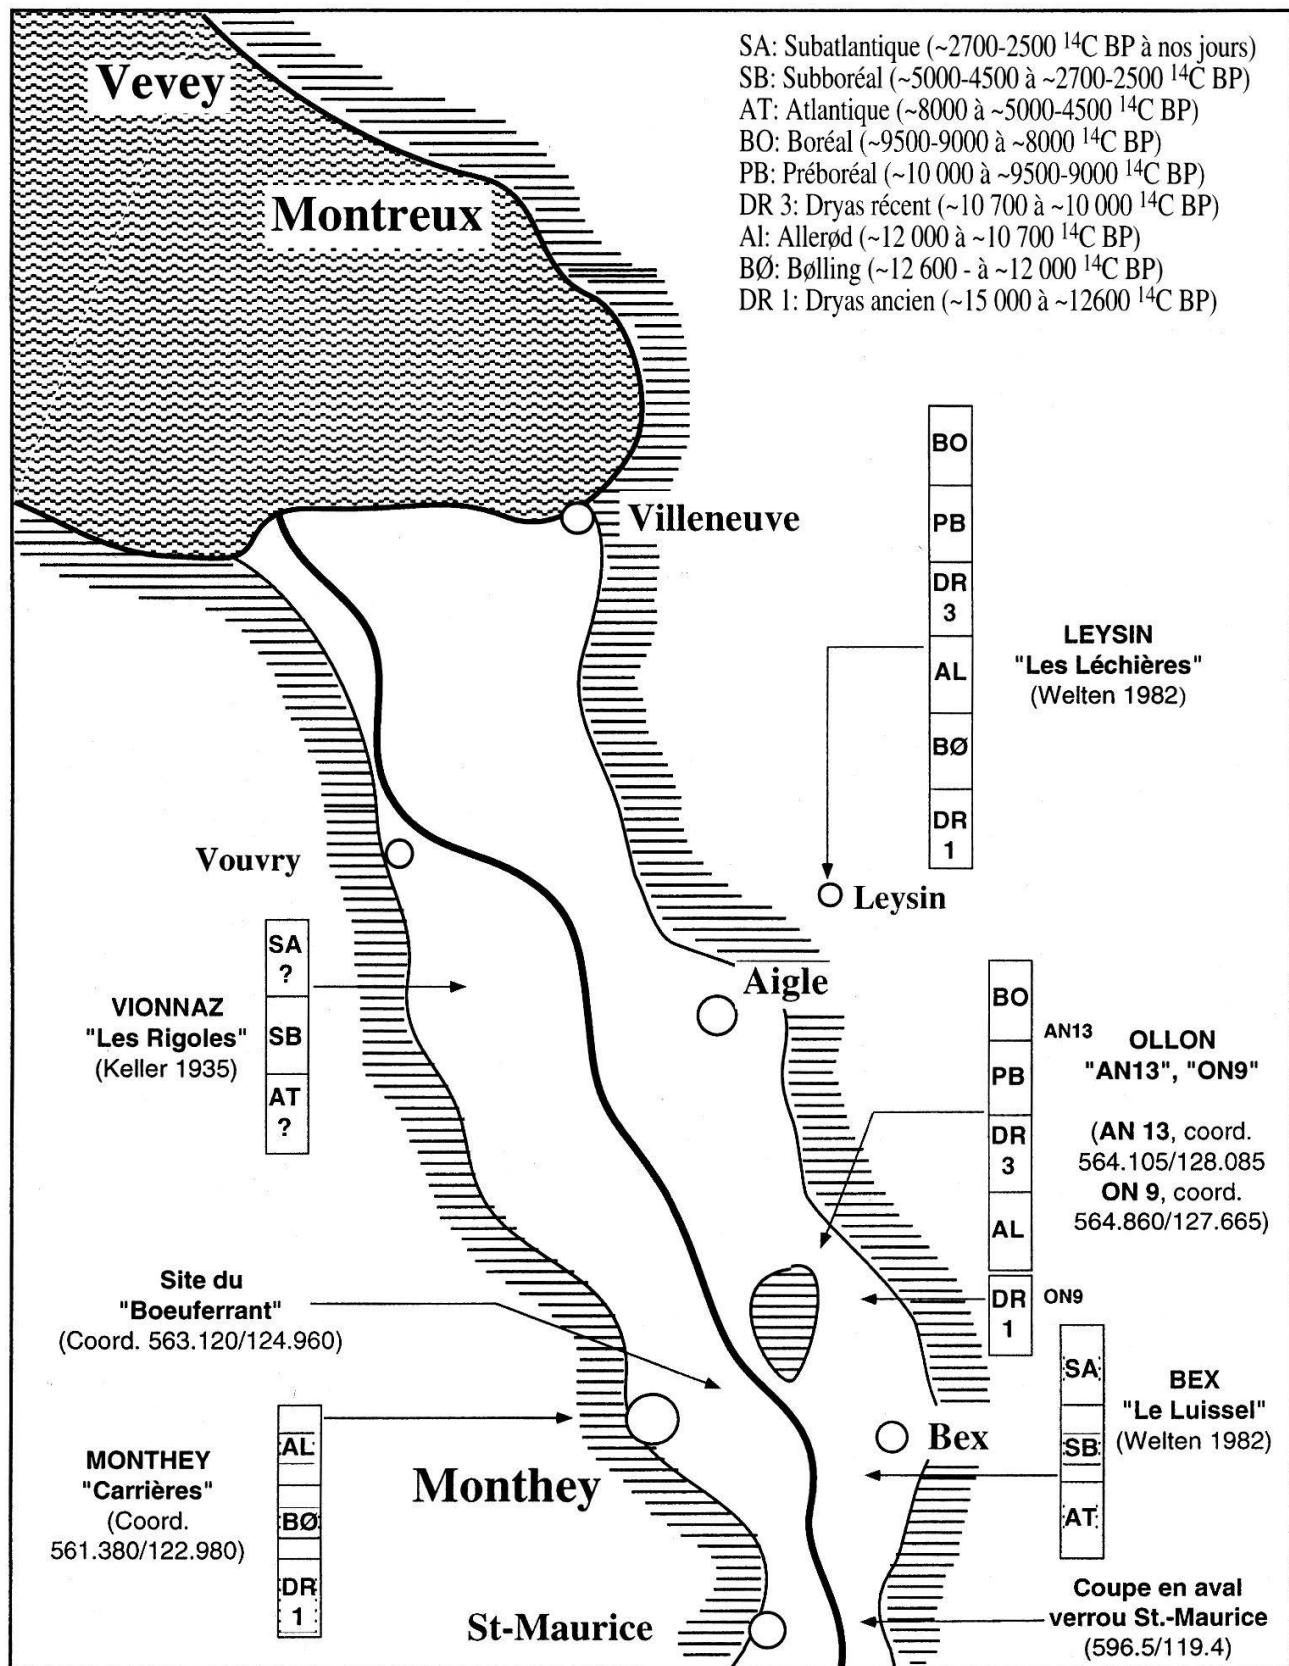 Vevey
Montreux
SA: Subatlantique (~2700-2500 ¹⁴C BP à nos jours)
SB: Subboréal (~5000-4500 à ~2700-2500 ¹⁴C BP)
AT: Atlantique (~8000 à ~5000-4500 ¹⁴C BP)
BO: Boréal (~9500-9000 à ~8000 ¹⁴C BP)
PB: Préboréal (~10 000 à ~9500-9000 ¹⁴C BP)
DR 3: Dryas récent (~10 700 à ~10 000 ¹⁴C BP)
Al: Allerød (~12 000 à ~10 700 ¹⁴C BP)
BØ: Bølling (~12 600 - à ~12 000 ¹⁴C BP)
DR 1: Dryas ancien (~15 000 à ~12600 ¹⁴C BP)
Villeneuve
BO
PB
DR
3
AL
BØ
DR
1
LEYSIN
"Les Léchières"
(Welten 1982)
Vouvry
Leysin
SA
?
SB
AT
?
VIONNAZ
"Les Rigoles"
(Keller 1935)
Aigle
BO
PB
DR
3
AL
DR
1
AN13
ON9
OLLON
"AN13", "ON9"
(AN 13, coord.
564.105/128.085
ON 9, coord.
564.860/127.665)
Site du
"Boeuferrant"
(Coord. 563.120/124.960)
SA
SB
AT
BEX
"Le Luissel"
(Welten 1982)
Bex
AL
BØ
DR
1
MONTHEY
"Carrières"
(Coord.
561.380/122.980)
Monthey
St-Maurice
Coupe en aval
verrou St.-Maurice
(596.5/119.4)